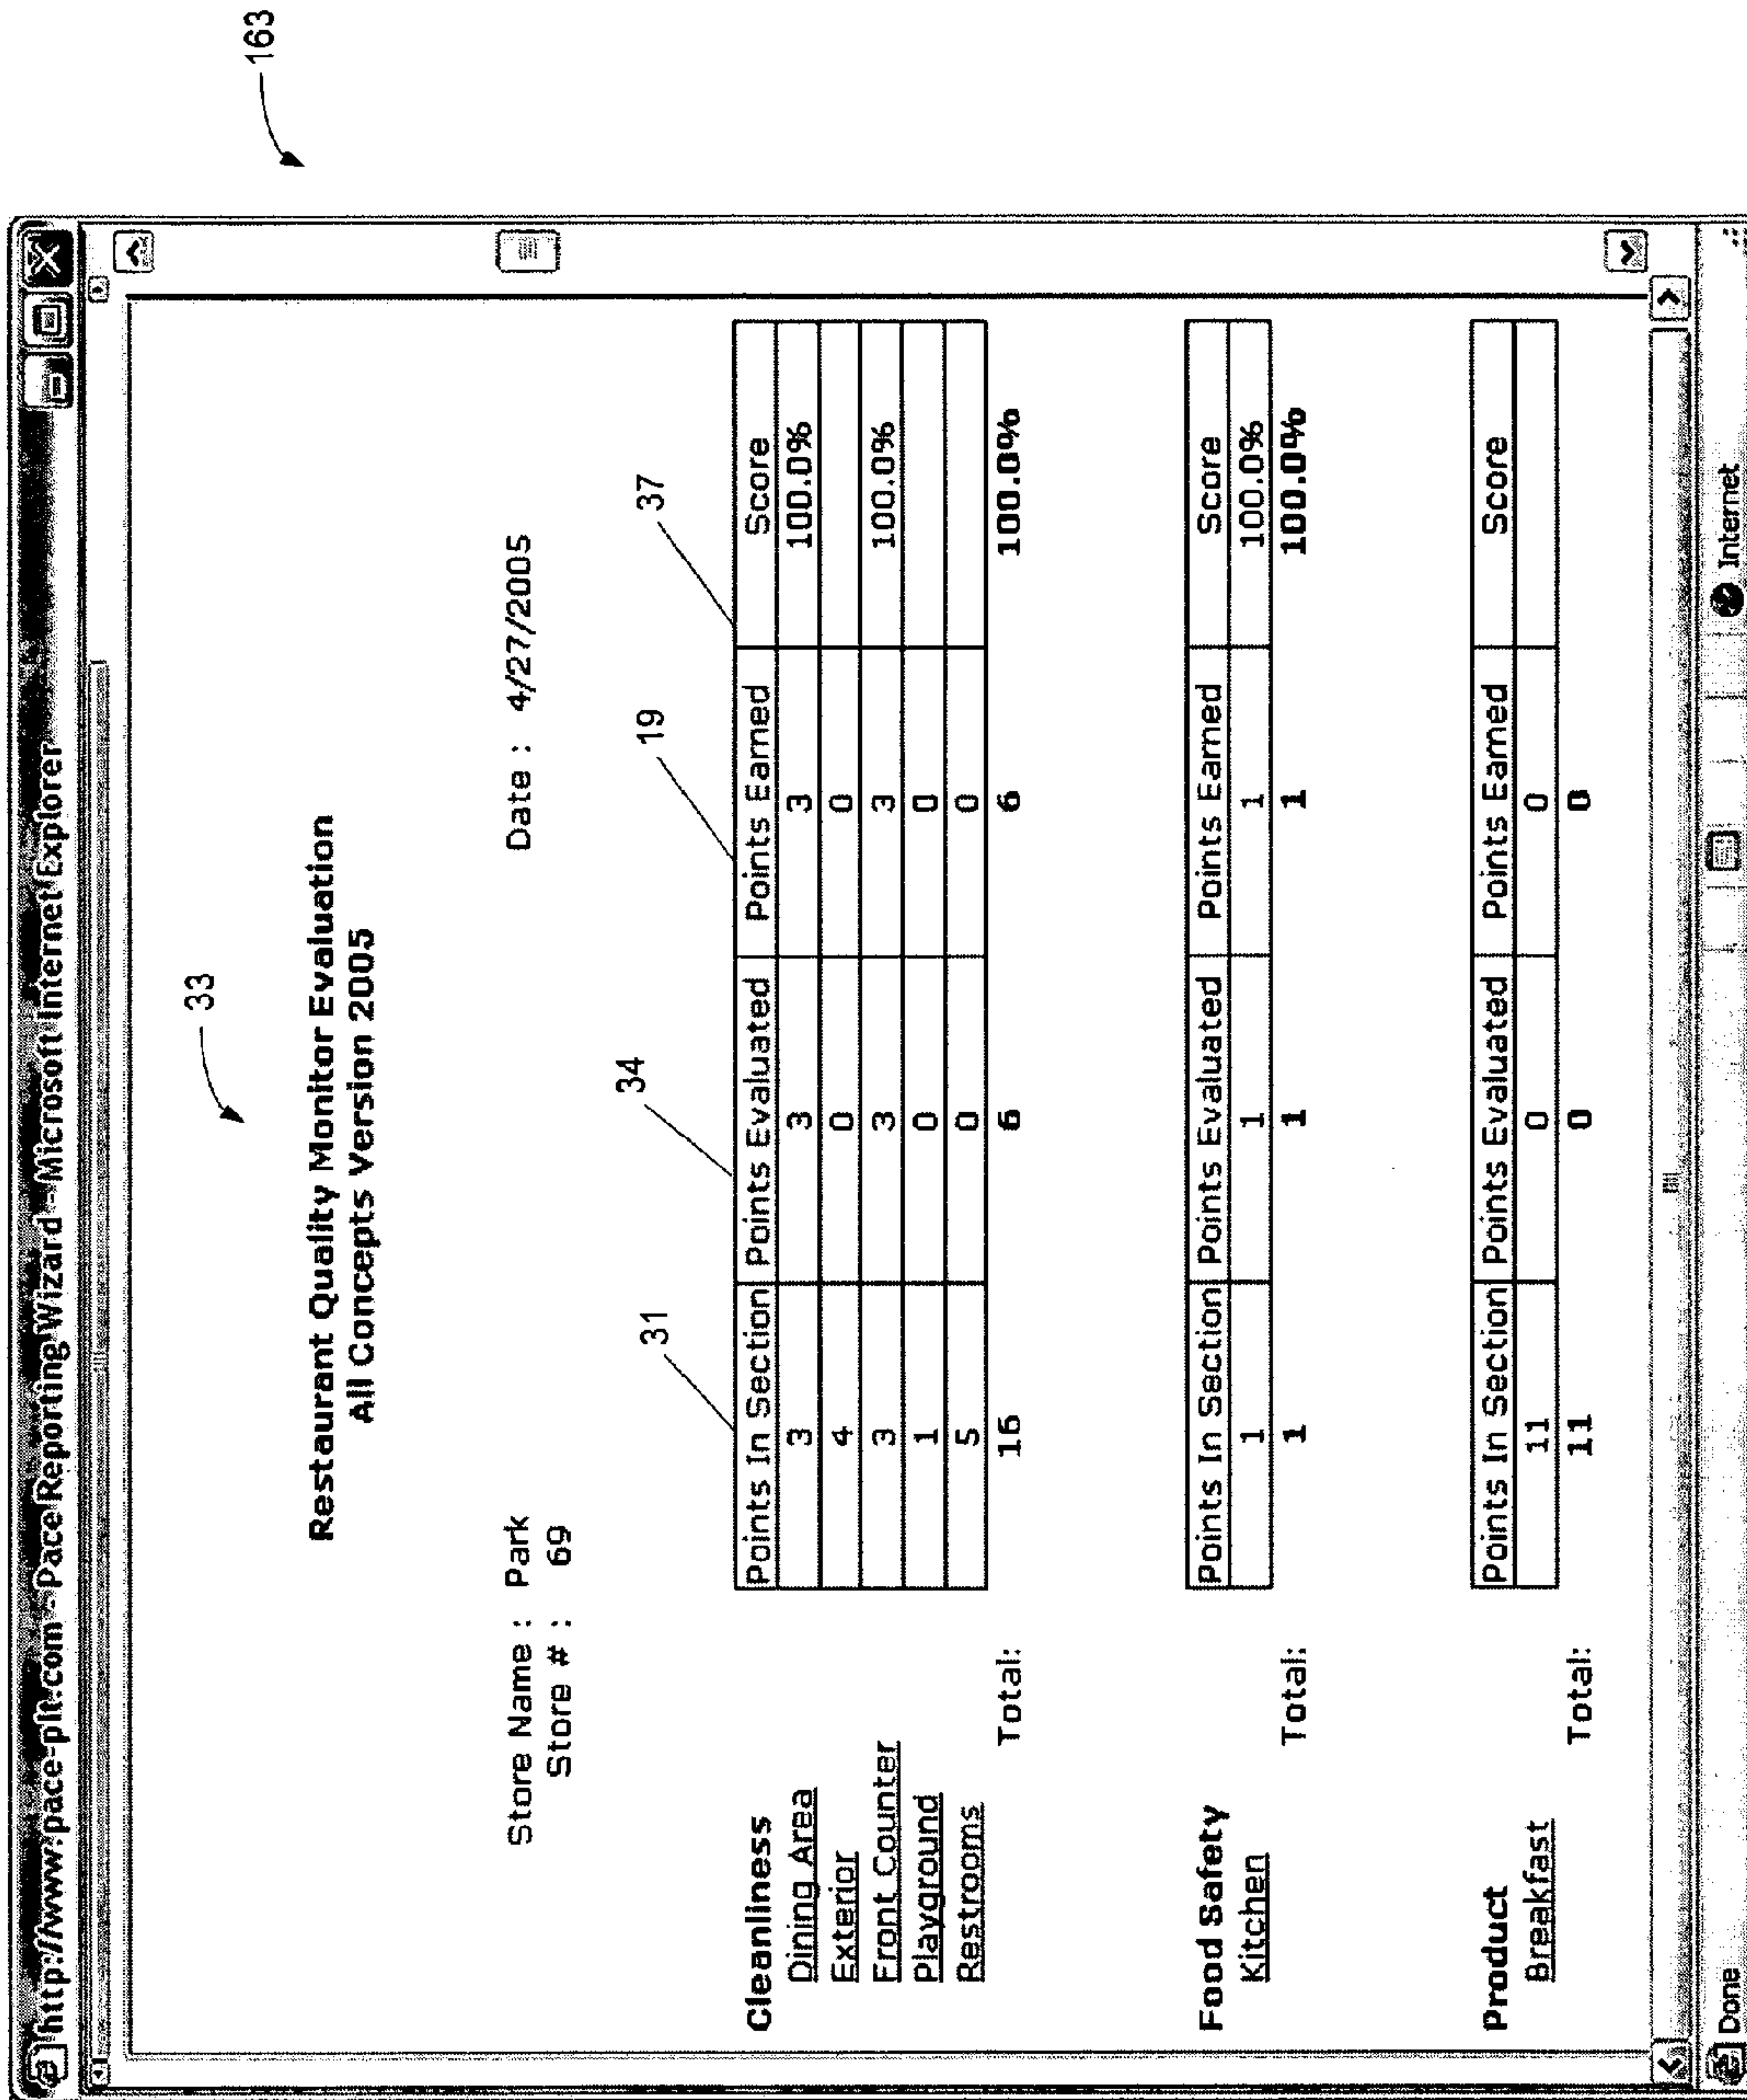 http://www.pace-plt.com - Pace Reporting Wizard - Microsoft Internet Explorer
163
33
Restaurant Quality Monitor Evaluation
All Concepts Version 2005
Store Name : Park
Date : 4/27/2005
Store # : 69
31 34 19 37
Cleanliness Points In Section Points Evaluated Points Earned Score
Dining Area 3 3 3 100.0%
Exterior 4 0 0
Front Counter 3 3 3 100.0%
Playground 1 0 0
Restrooms 5 0 0
Total: 16 6 6 100.0%
Food Safety Points In Section Points Evaluated Points Earned Score
Kitchen 1 1 1 100.0%
Total: 1 1 1 100.0%
Product Points In Section Points Evaluated Points Earned Score
Breakfast 11 0 0
Total: 11 0 0
Done Internet